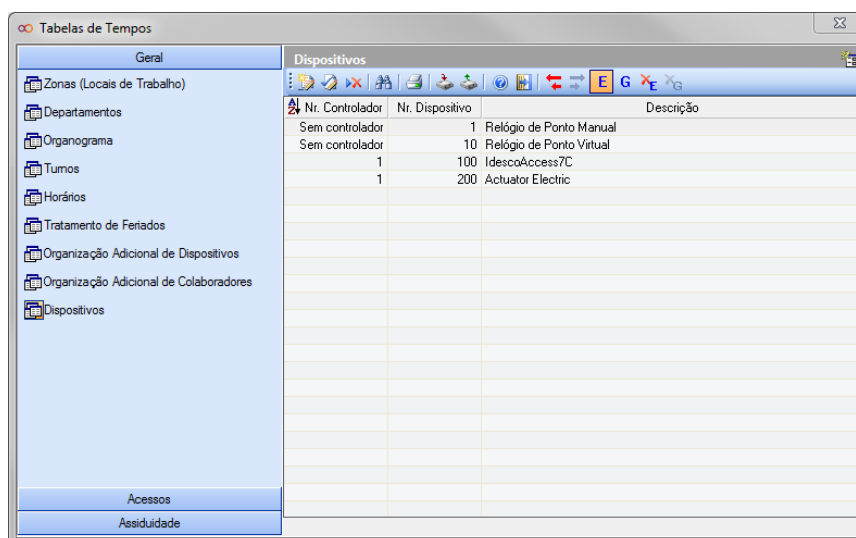 Tabelas de Tempos
Geral
Zonas (Locais de Trabalho)
Departamentos
Organograma
Turnos
Horários
Tratamento de Feriados
Organização Adicional de Dispositivos
Organização Adicional de Colaboradores
Dispositivos
Acessos
Assiduidade
Dispositivos
E G E G
Nr. Controlador Nr. Dispositivo Descrição
Sem controlador 1 Relógio de Ponto Manual
Sem controlador 10 Relógio de Ponto Virtual
1 100 IdescoAccess7C
1 200 Actuator Electric